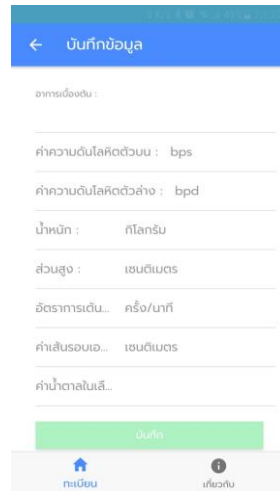 บันทึกข้อมูล
อาการเบื้องต้น :
ค่าความดันโลหิตตัวบน : bps
ค่าความดันโลหิตตัวล่าง : bpd
น้ำหนัก : กิโลกรัม
ส่วนสูง : เซนติเมตร
อัตราการเต้น... ครั้ง/นาที
ค่าเส้นรอบเอ... เซนติเมตร
ค่าน้ำตาลในเลื...
บันทึก
ทะเบียน
เกี่ยวกับ